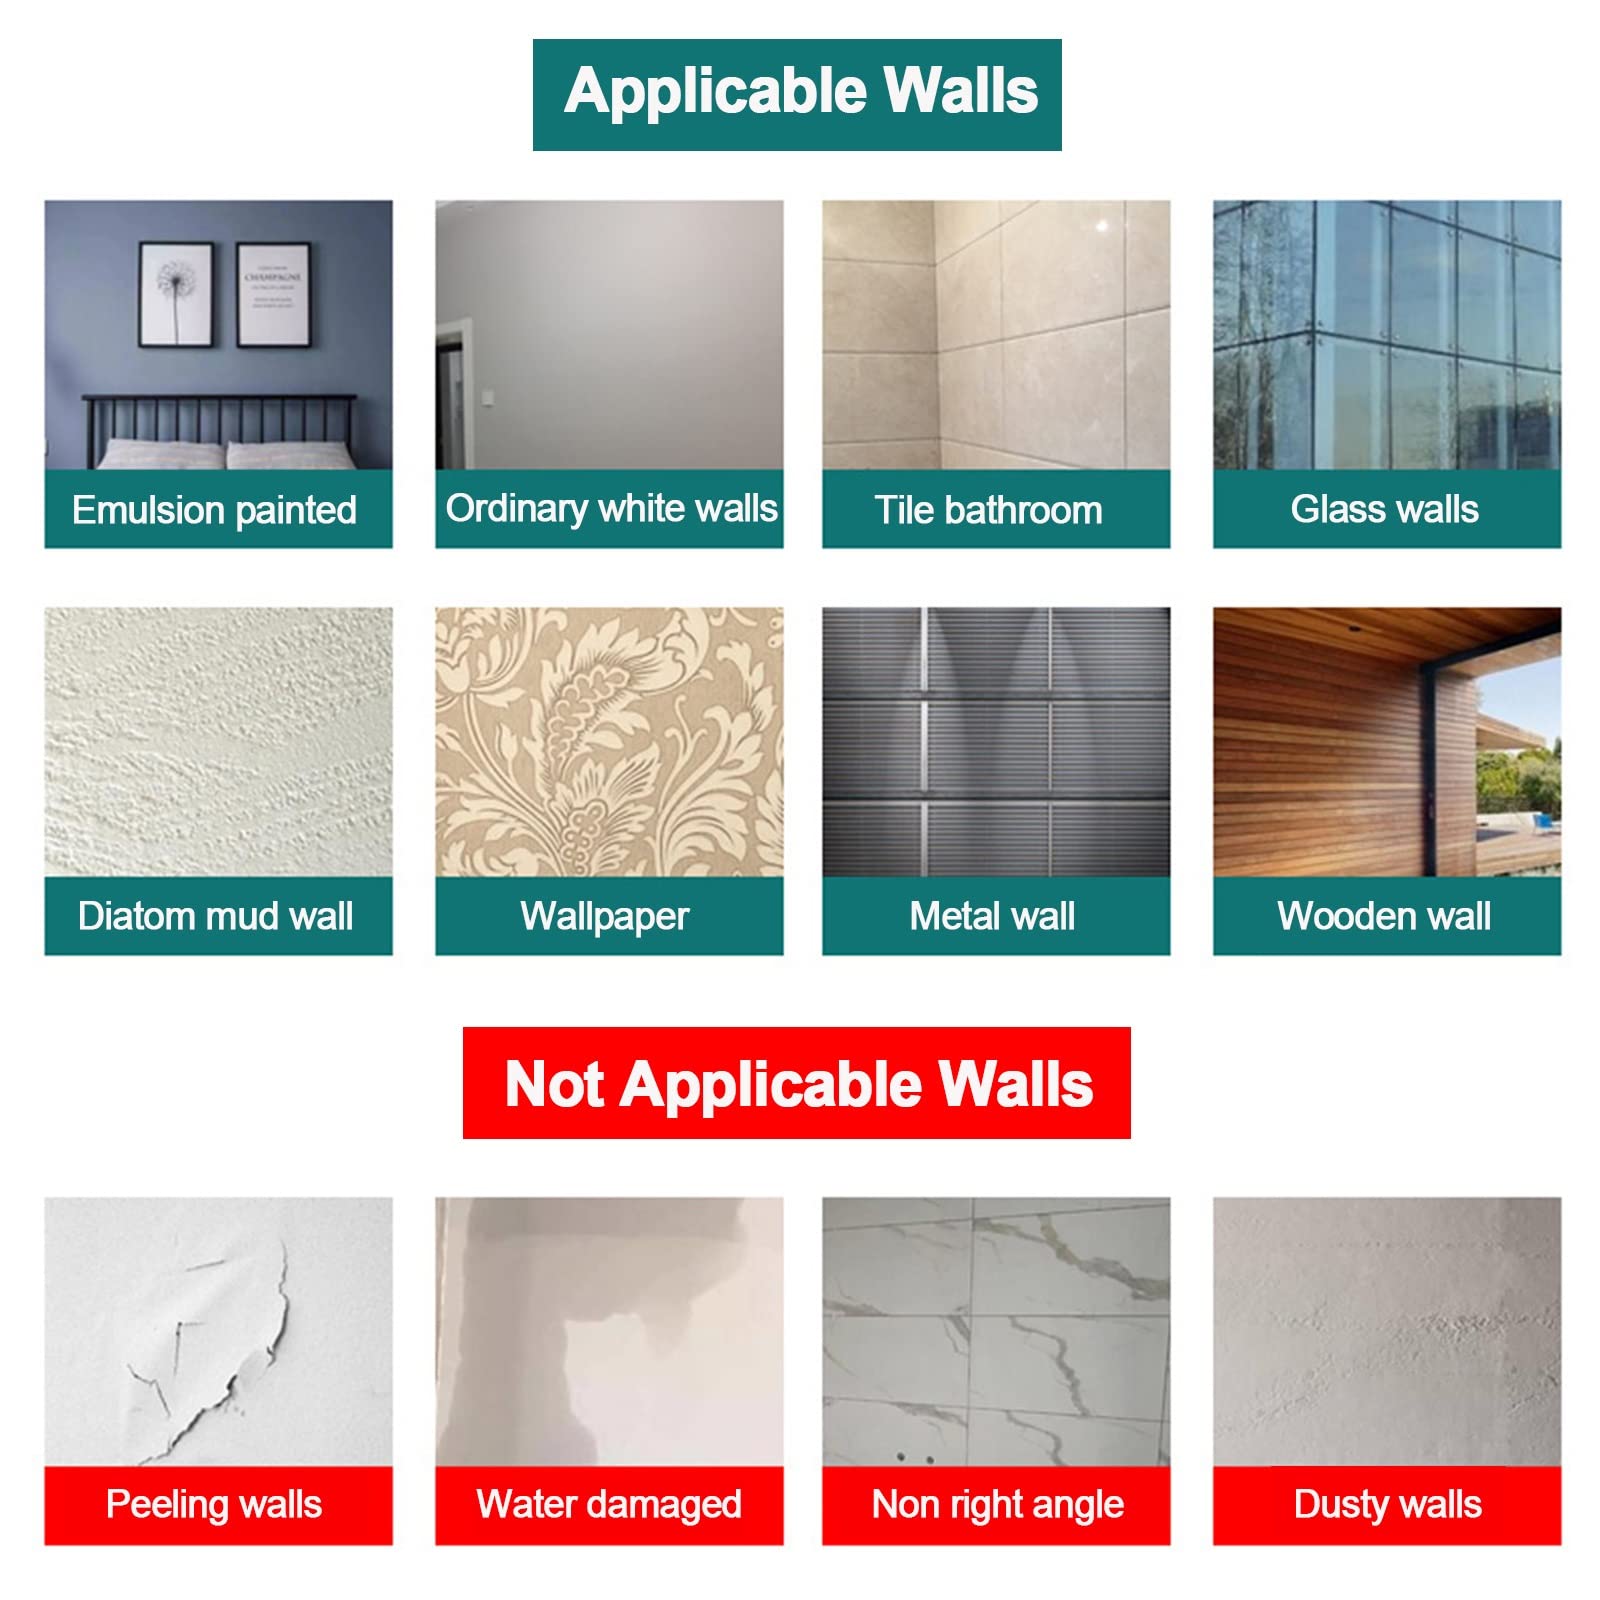 Applicable Walls
CHAMPAGNE
Emulsion painted
Ordinary white walls
Tile bathroom
Glass walls
Diatom mud wall
Wallpaper
Metal wall
Wooden wall
Not Applicable Walls
Peeling walls
Water damaged
Non right angle
Dusty walls